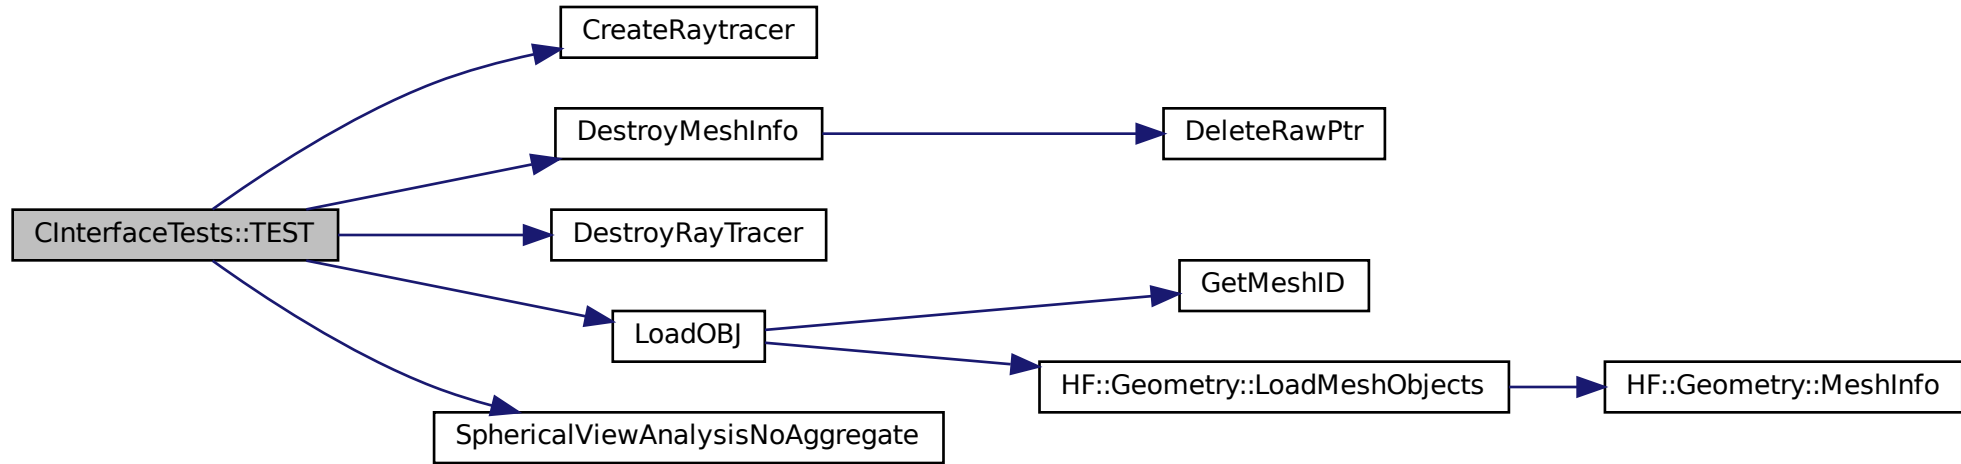 CreateRaytracer
DestroyMeshInfo
DeleteRawPtr
CInterfaceTests::TEST
DestroyRayTracer
GetMeshID
LoadOBJ
HF::Geometry::LoadMeshObjects
HF::Geometry::MeshInfo
SphericalViewAnalysisNoAggregate